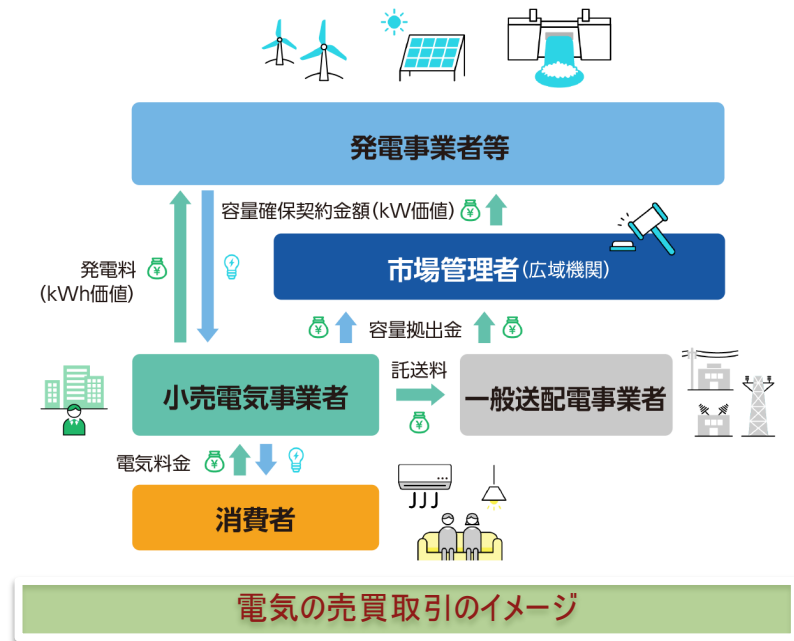 発電事業者等
容量確保契約金額(kW価値)
市場管理者(広域機関)
発電料
(kWh価値)
容量拠出金
小売電気事業者
託送料
一般送配電事業者
電気料金
消費者
電気の売買取引のイメージ